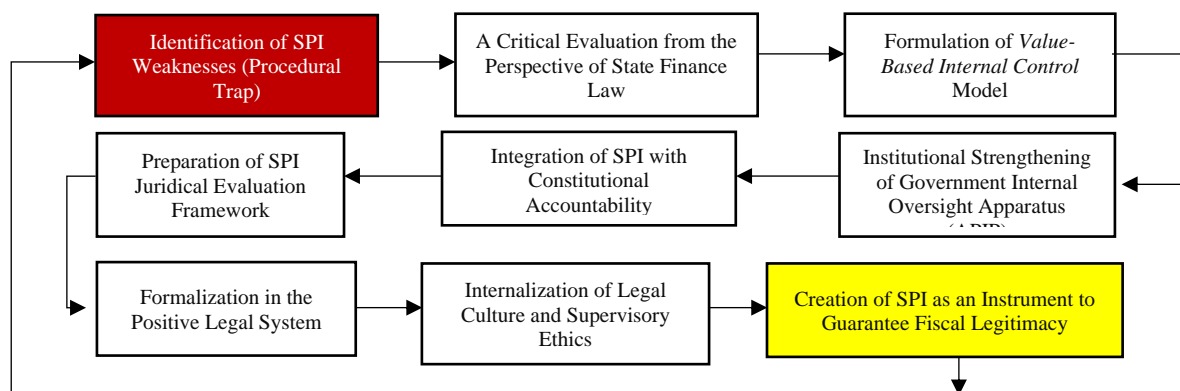 Identification of SPI
Weaknesses (Procedural
Trap)
A Critical Evaluation from the
Perspective of State Finance
Law
Formulation of Value-
Based Internal Control
Model
Institutional Strengthening
of Government Internal
Oversight Apparatus
(APIP)
Integration of SPI with
Constitutional
Accountability
Preparation of SPI
Juridical Evaluation
Framework
Formalization in the
Positive Legal System
Internalization of Legal
Culture and Supervisory
Ethics
Creation of SPI as an Instrument to
Guarantee Fiscal Legitimacy